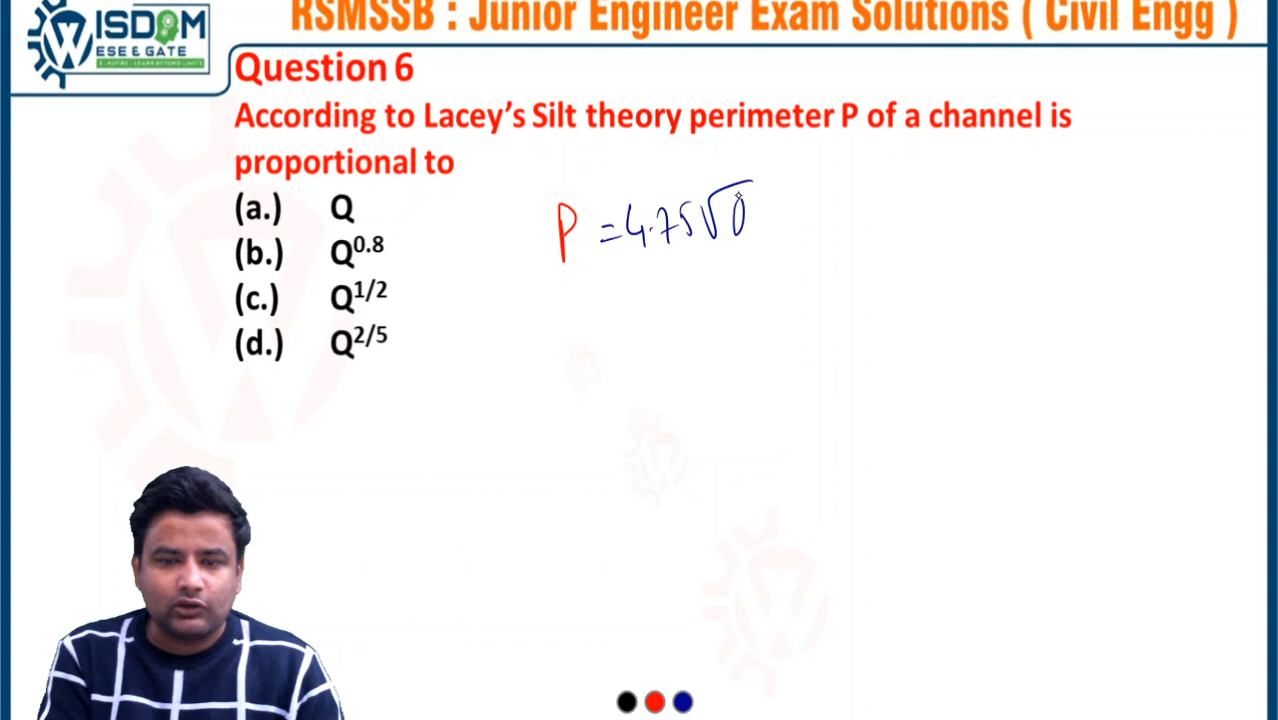 RSMSSB : Junior Engineer Exam Solutions ( Civil Engg )
WISDOM
ESE & GATE
Question 6
According to Lacey's Silt theory perimeter P of a channel is
proportional to
(a.) Q
(b.) Q^0.8
(c.) Q^1/2
(d.) Q^2/5
P = 4.75√Q